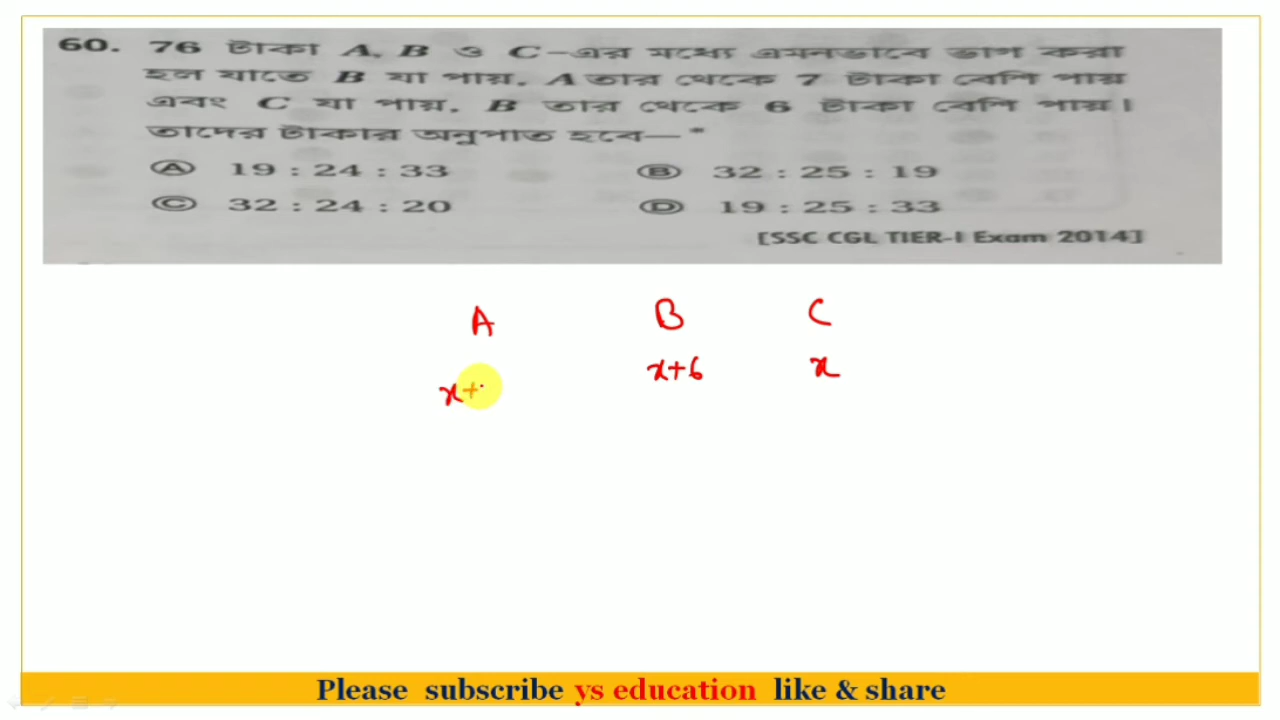 60. 76 টাকা A, B ও C-এর মধ্যে এমনভাবে ভাগ করা
হল যাতে B যা পায়, A তার থেকে 7 টাকা বেশি পায়
এবং C যা পায়, B তার থেকে 6 টাকা বেশি পায়।
তাদের টাকার অনুপাত হবে—*
Ⓐ 19 : 24 : 33 Ⓑ 32 : 25 : 19
Ⓒ 32 : 24 : 20 Ⓓ 19 : 25 : 33
[SSC CGL TIER-I Exam 2014]
A B C
x+ x+6 x
Please subscribe ys education like & share